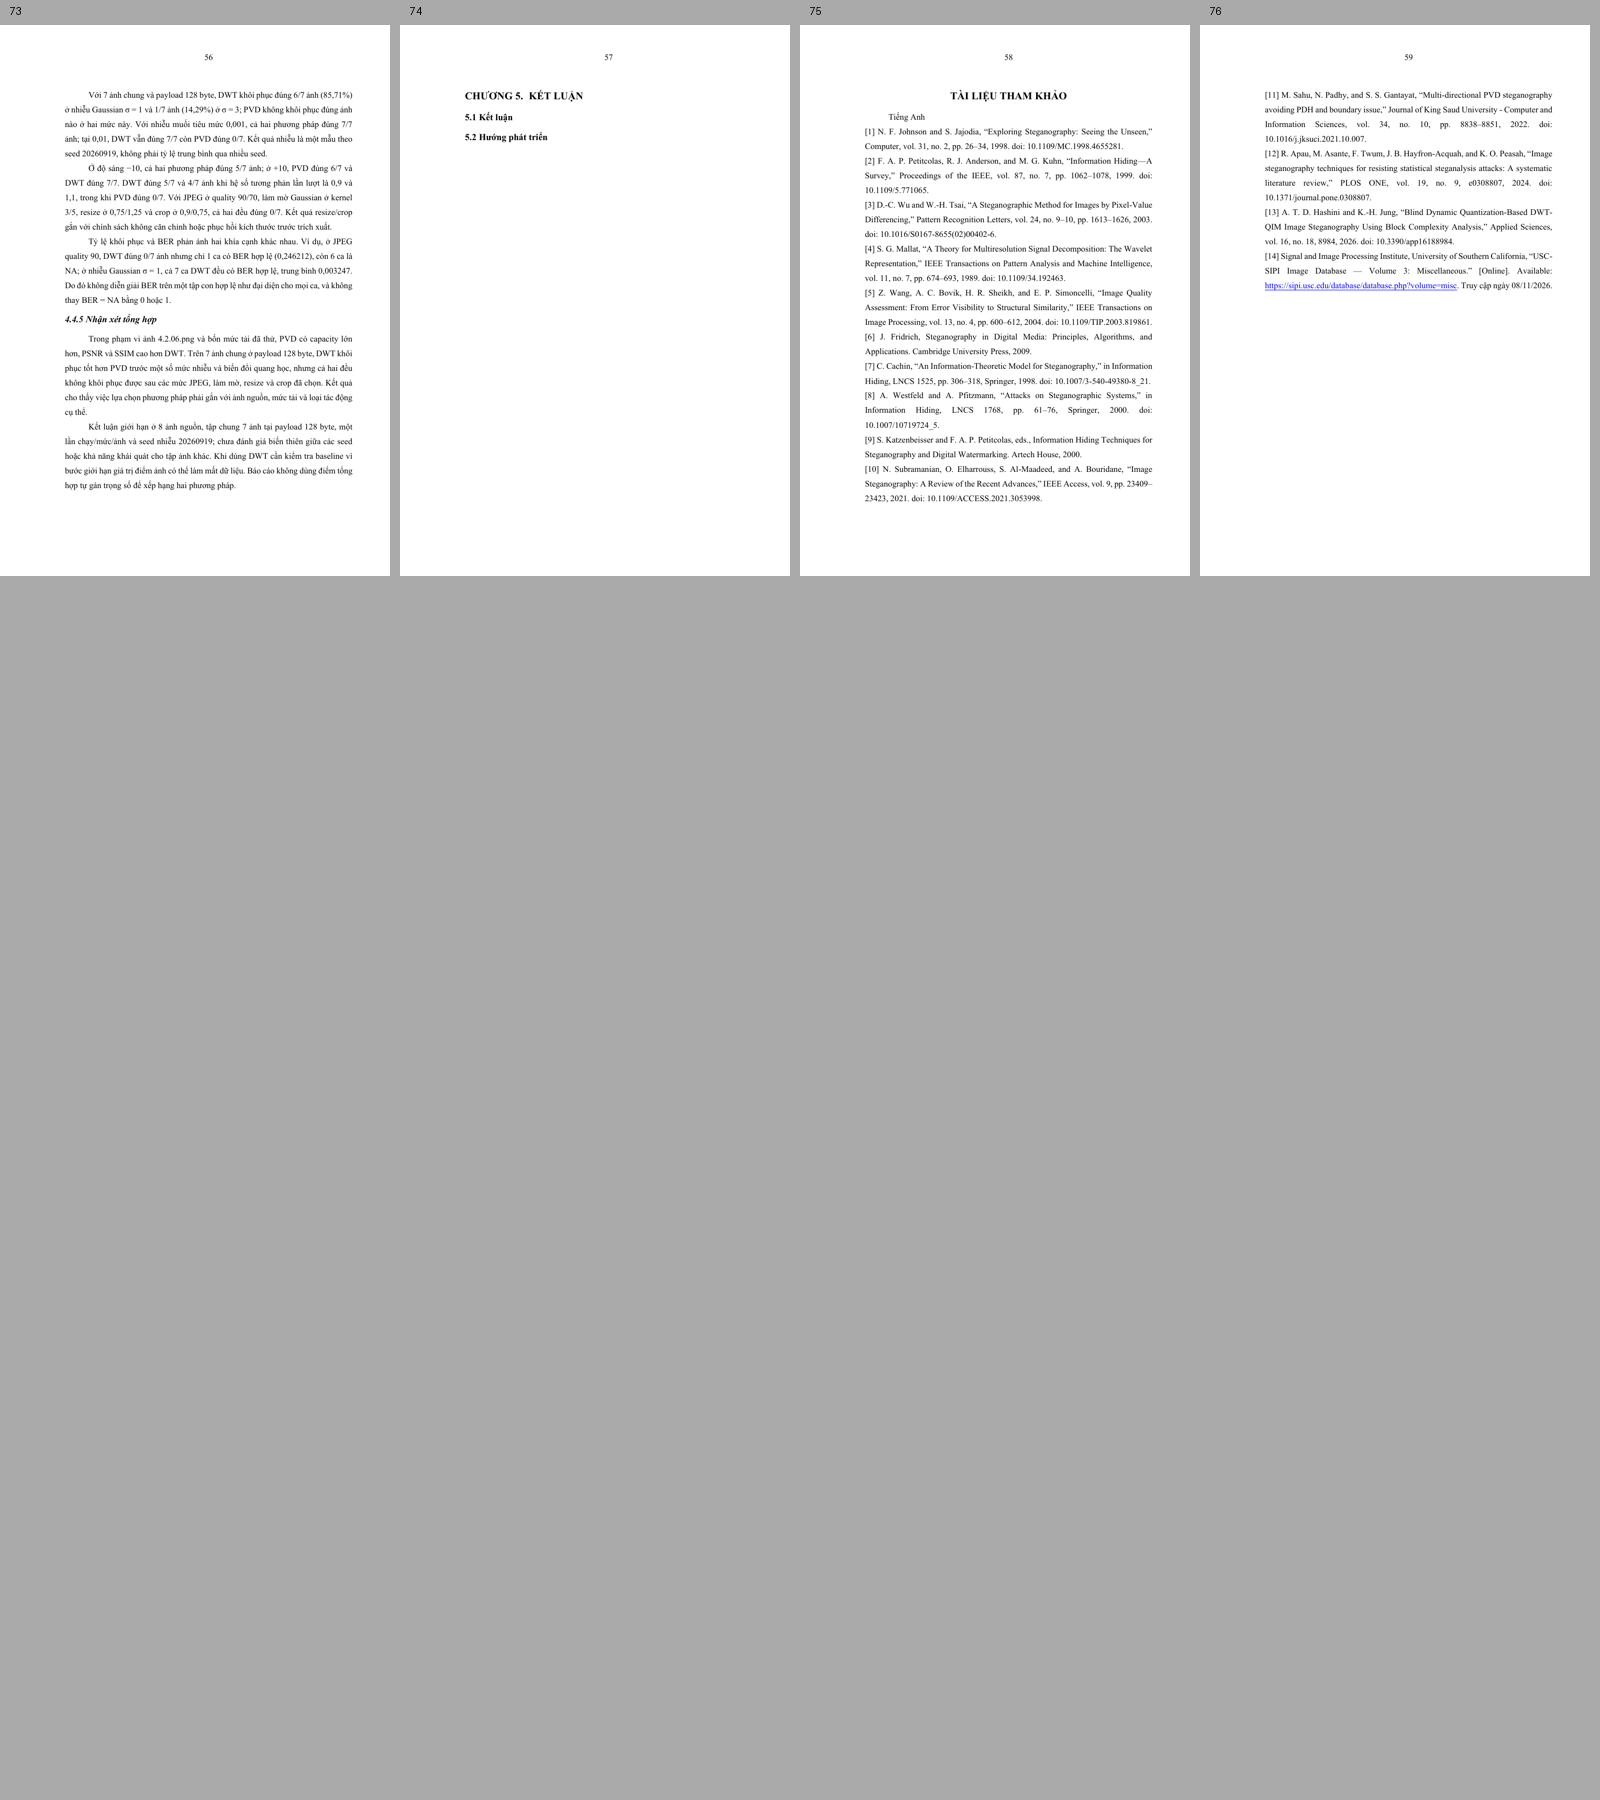 73
56
Với 7 ảnh chung và payload 128 byte, DWT khôi phục đúng 6/7 ảnh (85,71%)
ở nhiễu Gaussian σ = 1 và 1/7 ảnh (14,29%) ở σ = 3; PVD không khôi phục đúng ảnh
nào ở hai mức này. Với nhiễu muối tiêu mức 0,001, cả hai phương pháp đúng 7/7
ảnh; tại 0,01, DWT vẫn đúng 7/7 còn PVD đúng 0/7. Kết quả nhiễu là một mẫu theo
seed 20260919, không phải tỷ lệ trung bình qua nhiều seed.
Ở độ sáng −10, cả hai phương pháp đúng 5/7 ảnh; ở +10, PVD đúng 6/7 và
DWT đúng 7/7. DWT đúng 5/7 và 4/7 ảnh khi hệ số tương phản lần lượt là 0,9 và
1,1, trong khi PVD đúng 0/7. Với JPEG ở quality 90/70, làm mờ Gaussian ở kernel
3/5, resize ở 0,75/1,25 và crop ở 0,9/0,75, cả hai đều đúng 0/7. Kết quả resize/crop
gắn với chính sách không căn chỉnh hoặc phục hồi kích thước trước trích xuất.
Tỷ lệ khôi phục và BER phản ánh hai khía cạnh khác nhau. Ví dụ, ở JPEG
quality 90, DWT đúng 0/7 ảnh nhưng chỉ 1 ca có BER hợp lệ (0,246212), còn 6 ca là
NA; ở nhiễu Gaussian σ = 1, cả 7 ca DWT đều có BER hợp lệ, trung bình 0,003247.
Do đó không diễn giải BER trên một tập con hợp lệ như đại diện cho mọi ca, và không
thay BER = NA bằng 0 hoặc 1.
4.4.5 Nhận xét tổng hợp
Trong phạm vi ảnh 4.2.06.png và bốn mức tải đã thử, PVD có capacity lớn
hơn, PSNR và SSIM cao hơn DWT. Trên 7 ảnh chung ở payload 128 byte, DWT khôi
phục tốt hơn PVD trước một số mức nhiễu và biến đổi quang học, nhưng cả hai đều
không khôi phục được sau các mức JPEG, làm mờ, resize và crop đã chọn. Kết quả
cho thấy việc lựa chọn phương pháp phải gắn với ảnh nguồn, mức tải và loại tác động
cụ thể.
Kết luận giới hạn ở 8 ảnh nguồn, tập chung 7 ảnh tại payload 128 byte, một
lần chạy/mức/ảnh và seed nhiễu 20260919; chưa đánh giá biến thiên giữa các seed
hoặc khả năng khái quát cho tập ảnh khác. Khi dùng DWT cần kiểm tra baseline vì
bước giới hạn giá trị điểm ảnh có thể làm mất dữ liệu. Báo cáo không dùng điểm tổng
hợp tự gán trọng số để xếp hạng hai phương pháp.
74
57
CHƯƠNG 5. KẾT LUẬN
5.1 Kết luận
5.2 Hướng phát triển
75
58
TÀI LIỆU THAM KHẢO
Tiếng Anh
[1] N. F. Johnson and S. Jajodia, “Exploring Steganography: Seeing the Unseen,”
Computer, vol. 31, no. 2, pp. 26–34, 1998. doi: 10.1109/MC.1998.4655281.
[2] F. A. P. Petitcolas, R. J. Anderson, and M. G. Kuhn, “Information Hiding—A
Survey,” Proceedings of the IEEE, vol. 87, no. 7, pp. 1062–1078, 1999. doi:
10.1109/5.771065.
[3] D.-C. Wu and W.-H. Tsai, “A Steganographic Method for Images by Pixel-Value
Differencing,” Pattern Recognition Letters, vol. 24, no. 9–10, pp. 1613–1626, 2003.
doi: 10.1016/S0167-8655(02)00402-6.
[4] S. G. Mallat, “A Theory for Multiresolution Signal Decomposition: The Wavelet
Representation,” IEEE Transactions on Pattern Analysis and Machine Intelligence,
vol. 11, no. 7, pp. 674–693, 1989. doi: 10.1109/34.192463.
[5] Z. Wang, A. C. Bovik, H. R. Sheikh, and E. P. Simoncelli, “Image Quality
Assessment: From Error Visibility to Structural Similarity,” IEEE Transactions on
Image Processing, vol. 13, no. 4, pp. 600–612, 2004. doi: 10.1109/TIP.2003.819861.
[6] J. Fridrich, Steganography in Digital Media: Principles, Algorithms, and
Applications. Cambridge University Press, 2009.
[7] C. Cachin, “An Information-Theoretic Model for Steganography,” in Information
Hiding, LNCS 1525, pp. 306–318, Springer, 1998. doi: 10.1007/3-540-49380-8_21.
[8] A. Westfeld and A. Pfitzmann, “Attacks on Steganographic Systems,” in
Information Hiding, LNCS 1768, pp. 61–76, Springer, 2000. doi:
10.1007/10719724_5.
[9] S. Katzenbeisser and F. A. P. Petitcolas, eds., Information Hiding Techniques for
Steganography and Digital Watermarking. Artech House, 2000.
[10] N. Subramanian, O. Elharrouss, S. Al-Maadeed, and A. Bouridane, “Image
Steganography: A Review of the Recent Advances,” IEEE Access, vol. 9, pp. 23409–
23423, 2021. doi: 10.1109/ACCESS.2021.3053998.
76
59
[11] M. Sahu, N. Padhy, and S. S. Gantayat, “Multi-directional PVD steganography
avoiding PDH and boundary issue,” Journal of King Saud University - Computer and
Information Sciences, vol. 34, no. 10, pp. 8838–8851, 2022. doi:
10.1016/j.jksuci.2021.10.007.
[12] R. Apau, M. Asante, F. Twum, J. B. Hayfron-Acquah, and K. O. Peasah, “Image
steganography techniques for resisting statistical steganalysis attacks: A systematic
literature review,” PLOS ONE, vol. 19, no. 9, e0308807, 2024. doi:
10.1371/journal.pone.0308807.
[13] A. T. D. Hashini and K.-H. Jung, “Blind Dynamic Quantization-Based DWT-
QIM Image Steganography Using Block Complexity Analysis,” Applied Sciences,
vol. 16, no. 18, 8984, 2026. doi: 10.3390/app16188984.
[14] Signal and Image Processing Institute, University of Southern California, “USC-
SIPI Image Database — Volume 3: Miscellaneous.” [Online]. Available:
https://sipi.usc.edu/database/database.php?volume=misc. Truy cập ngày 08/11/2026.